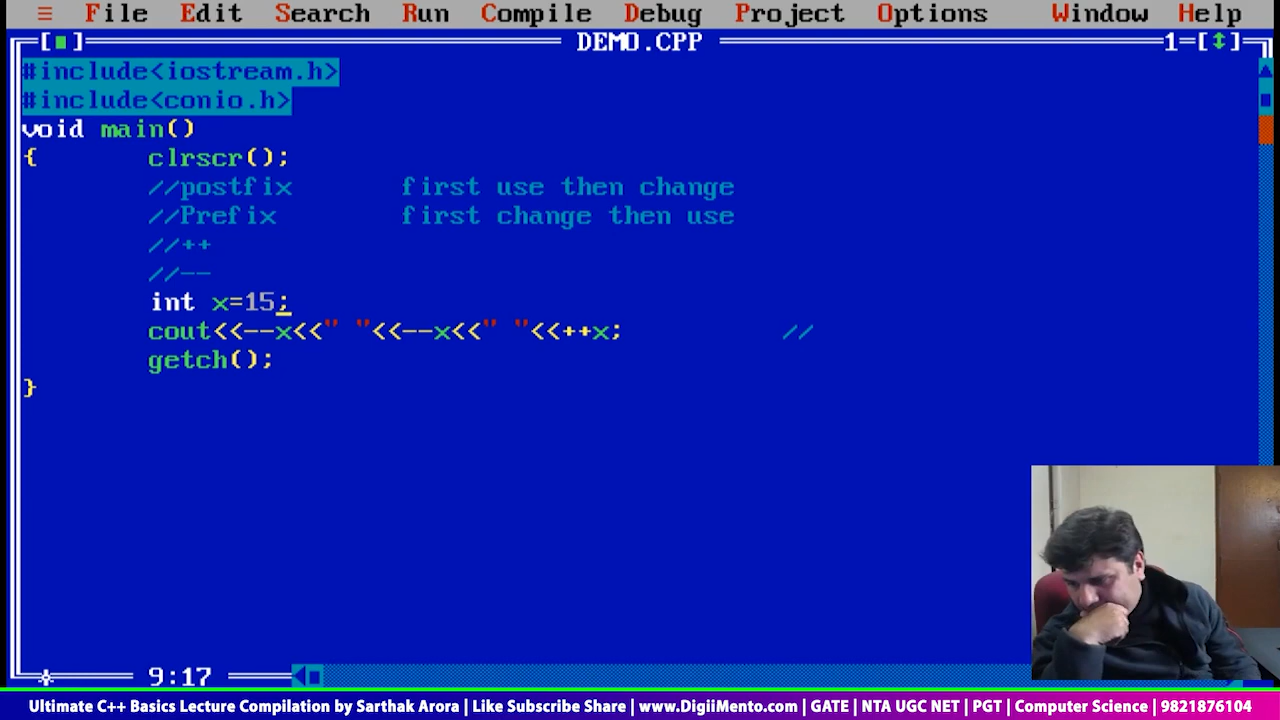 ≡ File Edit Search Run Compile Debug Project Options Window Help
[■] DEMO.CPP 1=[↕]
#include<iostream.h>
#include<conio.h>
void main()
{ clrscr();
//postfix first use then change
//Prefix first change then use
//++
//--
int x=15;
cout<<--x<<" "<<--x<<" "<<++x; //
getch();
}
* 9:17
Ultimate C++ Basics Lecture Compilation by Sarthak Arora | Like Subscribe Share | www.DigiiMento.com | GATE | NTA UGC NET | PGT | Computer Science | 9821876104